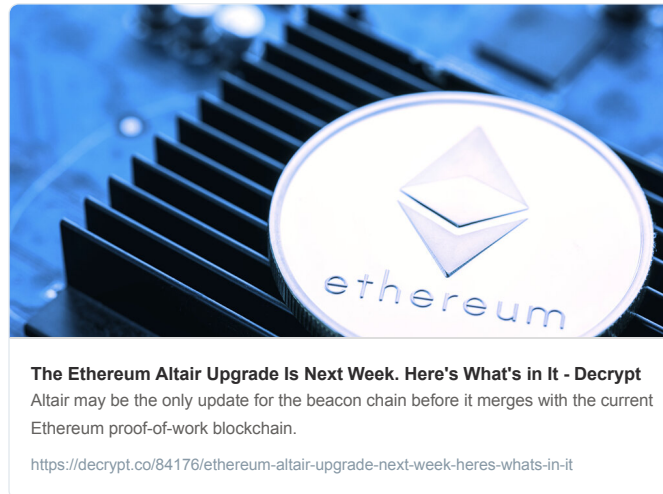 ethereum
The Ethereum Altair Upgrade Is Next Week. Here's What's in It - Decrypt
Altair may be the only update for the beacon chain before it merges with the current
Ethereum proof-of-work blockchain.
https://decrypt.co/84176/ethereum-altair-upgrade-next-week-heres-whats-in-it